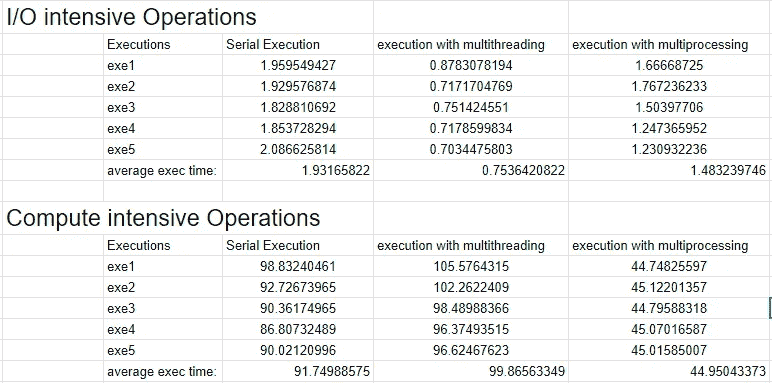 I/O intensive Operations
Executions Serial Execution execution with multithreading execution with multiprocessing
exe1 1.959549427 0.8783078194 1.66668725
exe2 1.929576874 0.7171704769 1.767236233
exe3 1.828810692 0.751424551 1.50397706
exe4 1.853728294 0.7178599834 1.247365952
exe5 2.086625814 0.7034475803 1.230932236
average exec time: 1.93165822 0.7536420822 1.483239746
Compute intensive Operations
Executions Serial Execution execution with multithreading execution with multiprocessing
exe1 98.83240461 105.5764315 44.74825597
exe2 92.72673965 102.2622409 45.12201357
exe3 90.36174965 98.48988366 44.79588318
exe4 86.80732489 96.37493515 45.07016587
exe5 90.02120996 96.62467623 45.01585007
average exec time: 91.74988575 99.86563349 44.95043373